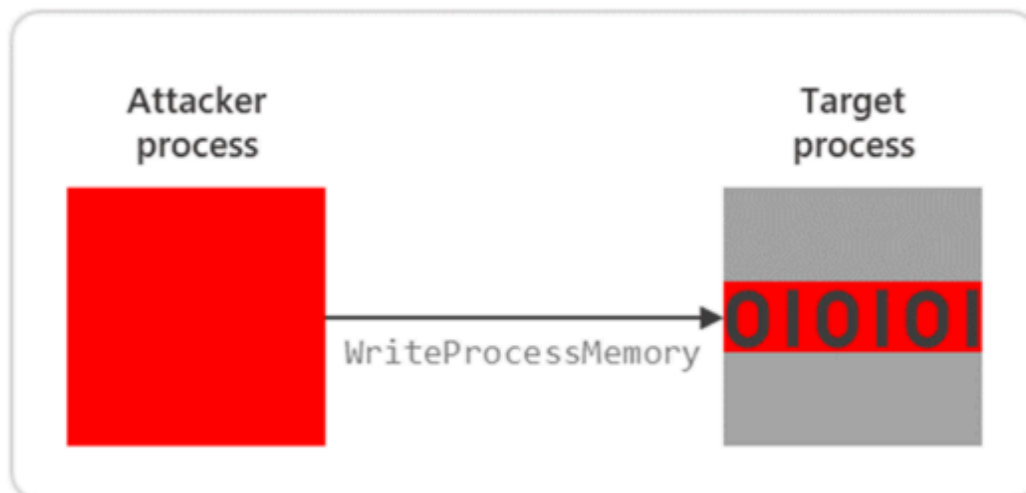 Attacker
process
Target
process
010101
WriteProcessMemory